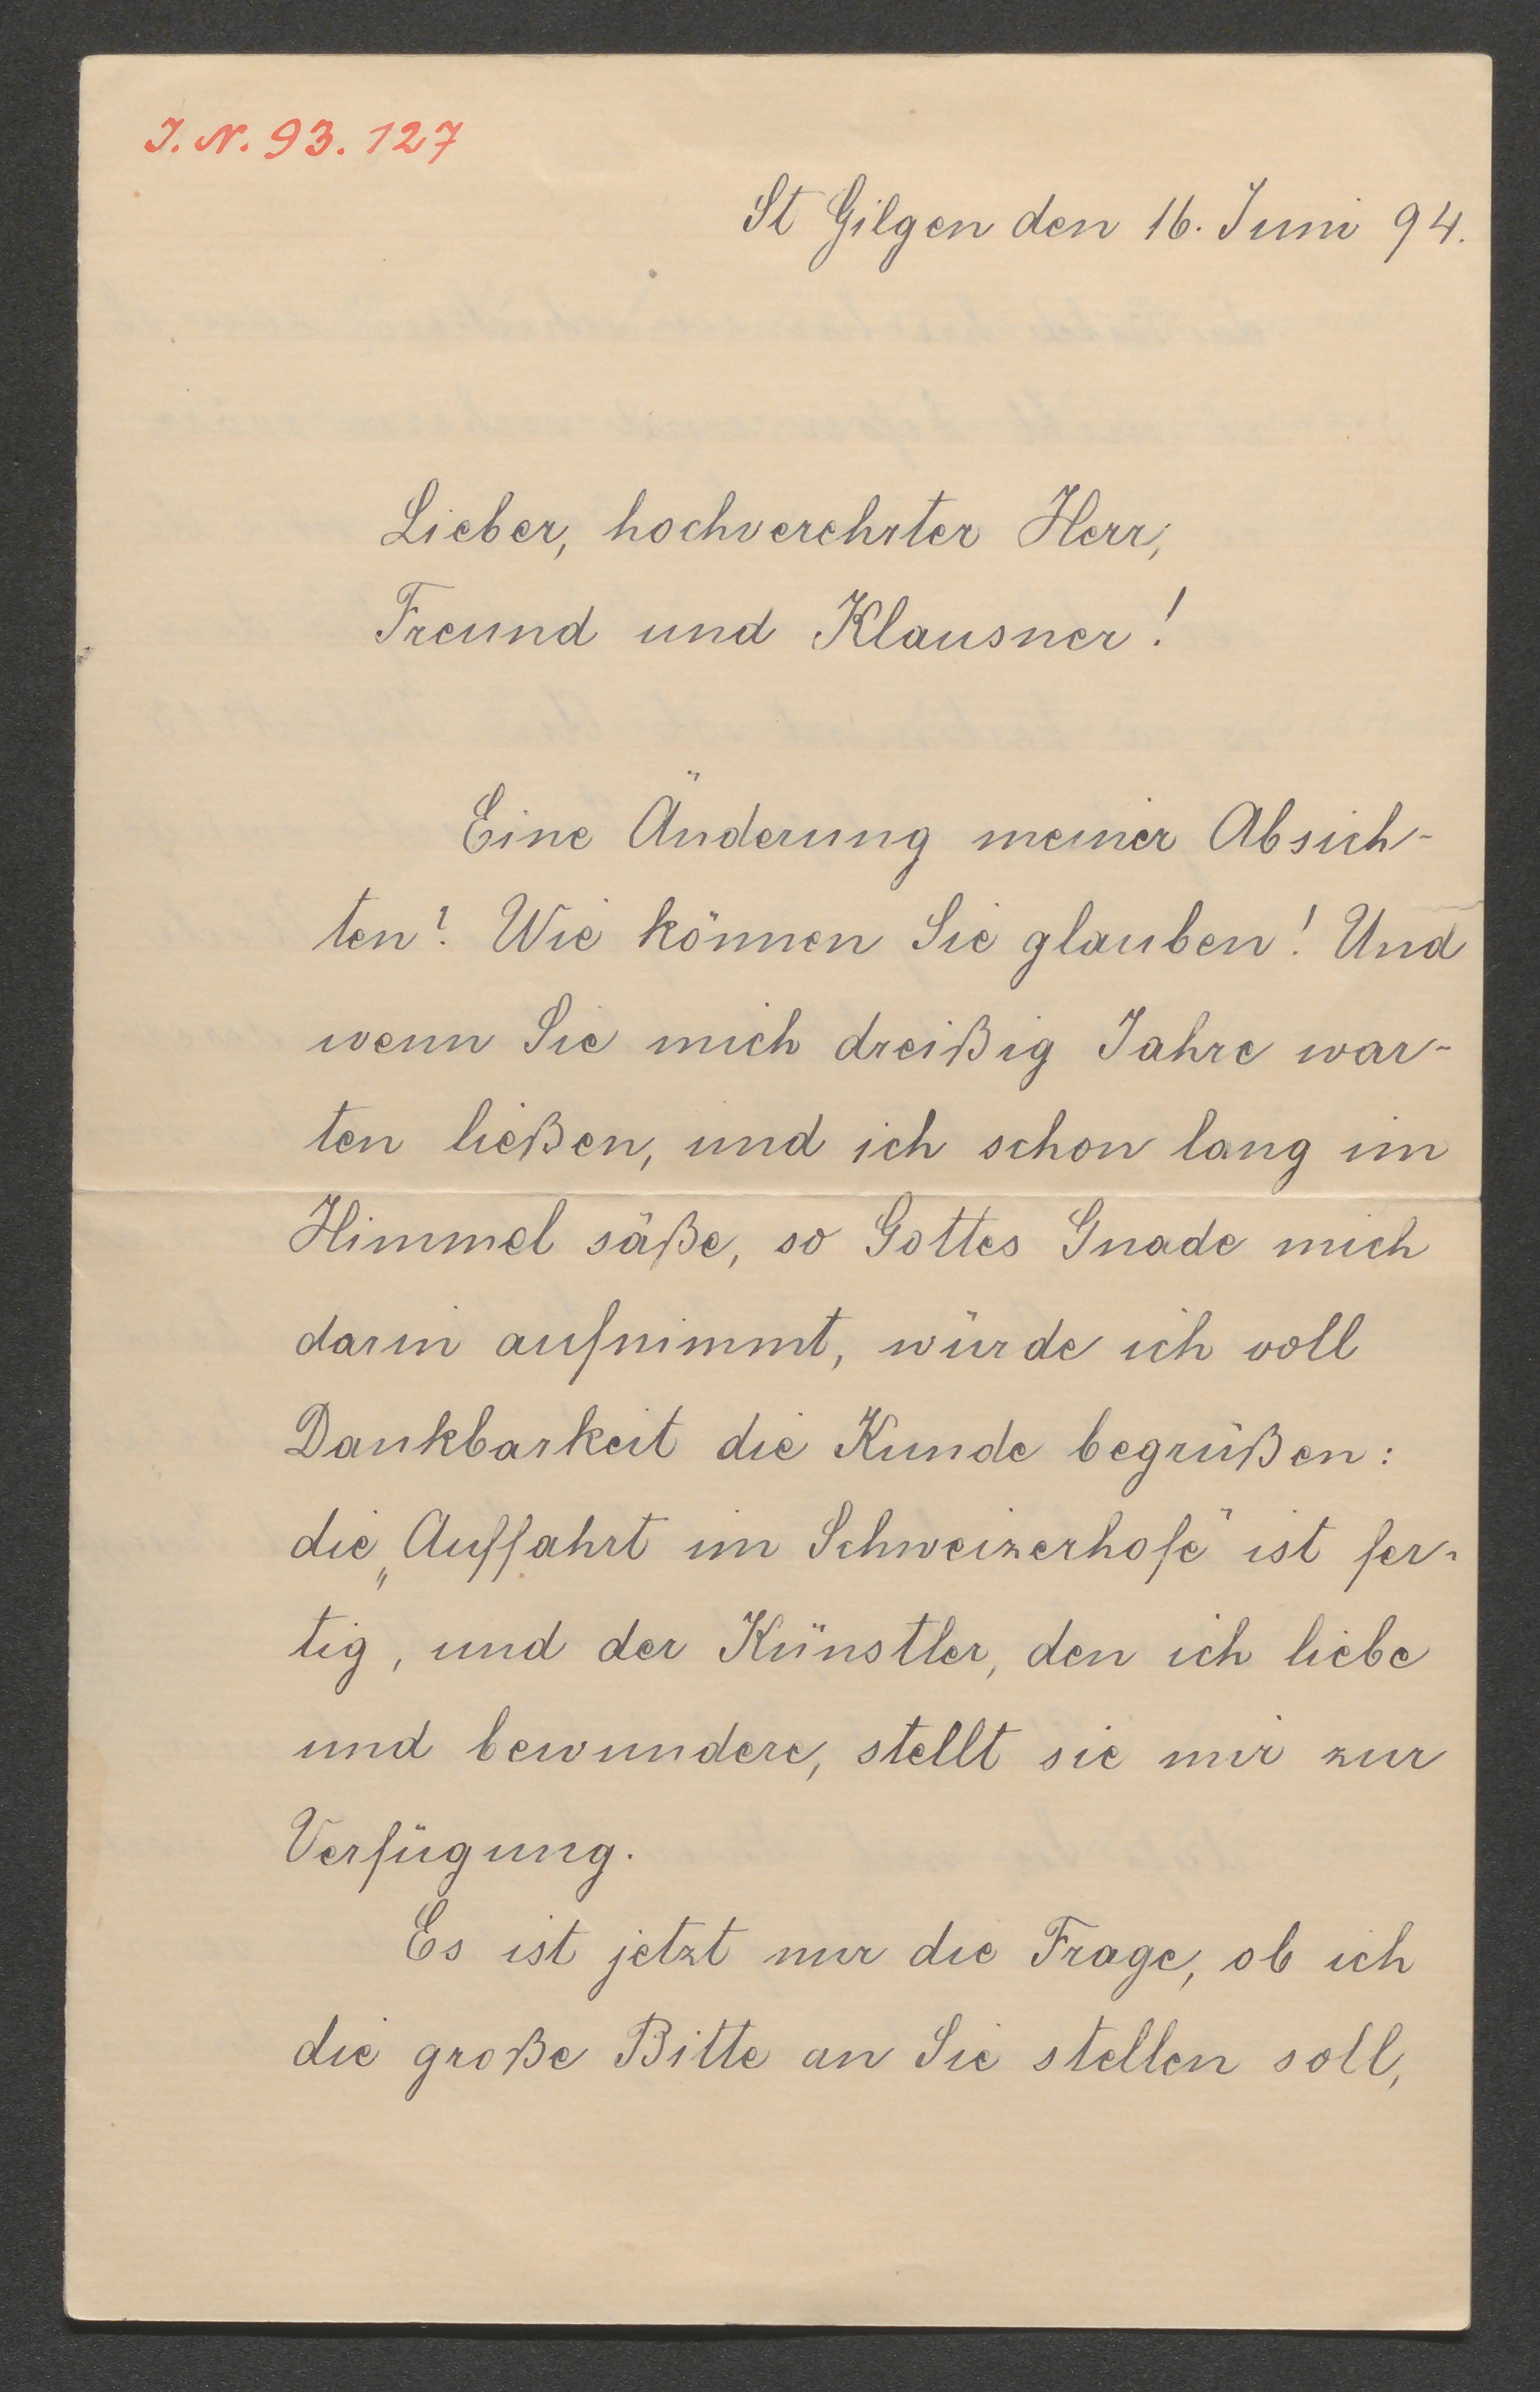 I.N. 93.127
St Gilgen den 16. Juni 94.
Lieber, hochverehrter Herr,
Freund und Klausner!
Eine Änderung meiner Absich-
ten? Wie können Sie glauben! Und
wenn Sie mich dreißig Jahre war-
ten ließen, und ich schon lang im
Himmel säße, so Gottes Gnade mich
darin aufnimmt, würde ich voll
Dankbarkeit die Kunde begrüßen:
die „Auffahrt im Schweizerhofe" ist fer-
tig, und der Künstler, den ich liebe
und bewundere, stellt sie mir zur
Verfügung.
Es ist jetzt nur die Frage, ob ich
die große Bitte an Sie stellen soll,